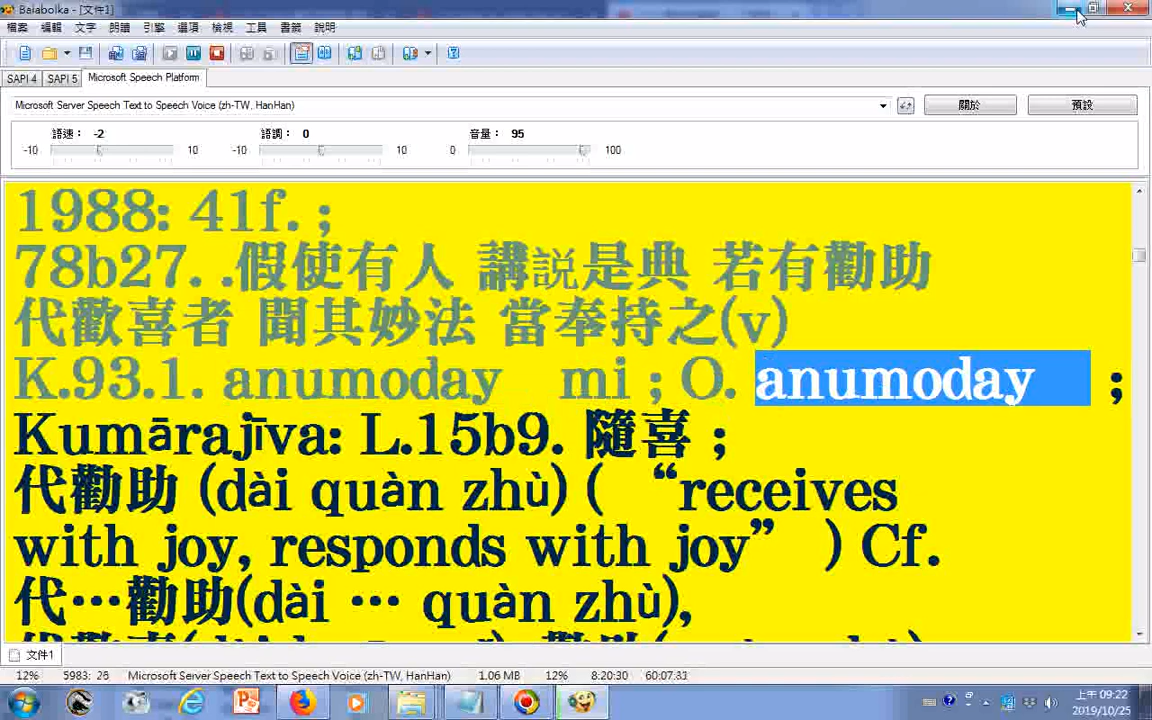 Balabolka - [文件1]
檔案 編輯 文字 朗讀 引擎 選項 檢視 工具 書籤 說明
SAPI 4 SAPI 5 Microsoft Speech Platform
Microsoft Server Speech Text to Speech Voice (zh-TW, HanHan) 關於 預設
語速： -2 語調： 0 音量： 95
-10 10 -10 10 0 100
1988: 41f. ;
78b27. .假使有人 講説是典 若有勸助
代歡喜者 聞其妙法 當奉持之(v)
K.93.1. anumoday mi ; O. anumoday ;
Kumārajīva: L.15b9. 隨喜 ;
代勸助 (dài quàn zhù) ( “receives
with joy, responds with joy” ) Cf.
代…勸助(dài … quàn zhù),
文件1
12% 5983: 26 Microsoft Server Speech Text to Speech Voice (zh-TW, HanHan) 1.06 MB 12% 8:20:30 60:07:31
上午 09:22
2019/10/25